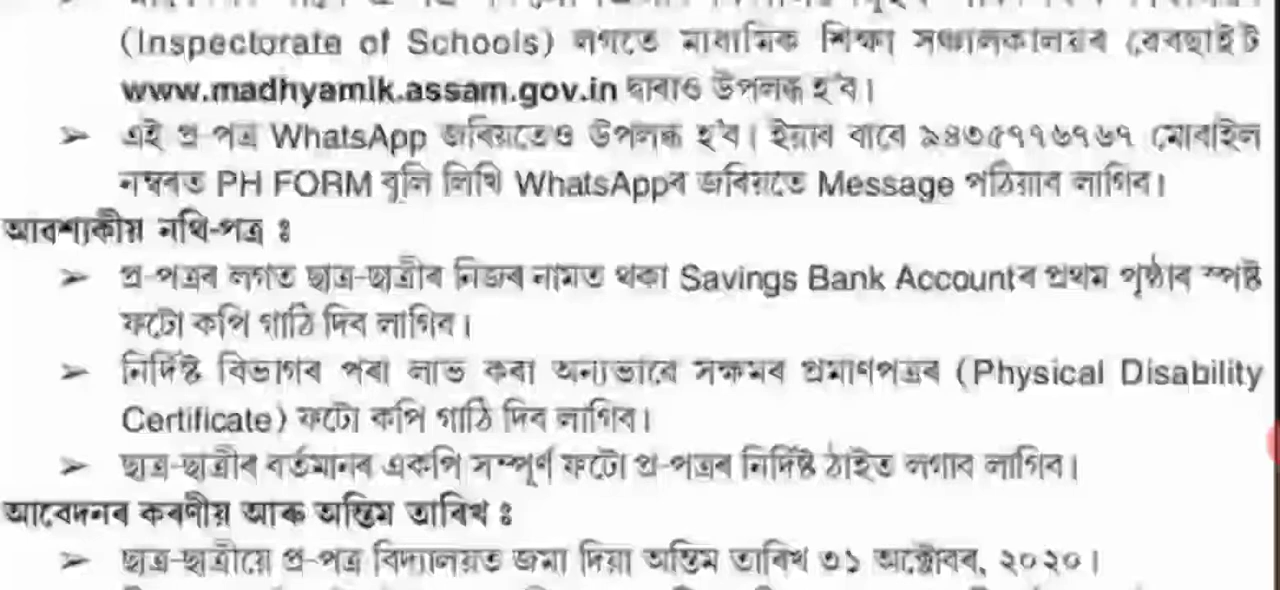 (Inspectorate of Schools) লগতে মাধ্যমিক শিক্ষা সঞ্চালকালয়ৰ ৱেবছাইট
www.madhyamik.assam.gov.in দ্বাৰাও উপলব্ধ হ'ব।
➢ এই প্ৰ-পত্ৰ WhatsApp জৰিয়তেও উপলব্ধ হ'ব। ইয়াৰ বাবে ৯৪৩৫৭৭৬৭৬৭ মোবাইল
নম্বৰত PH FORM বুলি লিখি WhatsAppৰ জৰিয়তে Message পঠিয়াব লাগিব।
আবশ্যকীয় নথি-পত্ৰ ঃ
➢ প্ৰ-পত্ৰৰ লগত ছাত্ৰ-ছাত্ৰীৰ নিজৰ নামত থকা Savings Bank Accountৰ প্ৰথম পৃষ্ঠাৰ স্পষ্ট
ফটো কপি গাঠি দিব লাগিব।
➢ নিৰ্দিষ্ট বিভাগৰ পৰা লাভ কৰা অন্যভাবে সক্ষমৰ প্ৰমাণপত্ৰৰ (Physical Disability
Certificate) ফটো কপি গাঠি দিব লাগিব।
➢ ছাত্ৰ-ছাত্ৰীৰ বৰ্তমানৰ একপি সম্পূৰ্ণ ফটো প্ৰ-পত্ৰৰ নিৰ্দিষ্ট ঠাইত লগাব লাগিব।
আবেদনৰ কৰণীয় আৰু অন্তিম তাৰিখ ঃ
➢ ছাত্ৰ-ছাত্ৰীয়ে প্ৰ-পত্ৰ বিদ্যালয়ত জমা দিয়া অন্তিম তাৰিখ ৩১ অক্টোবৰ, ২০২০।